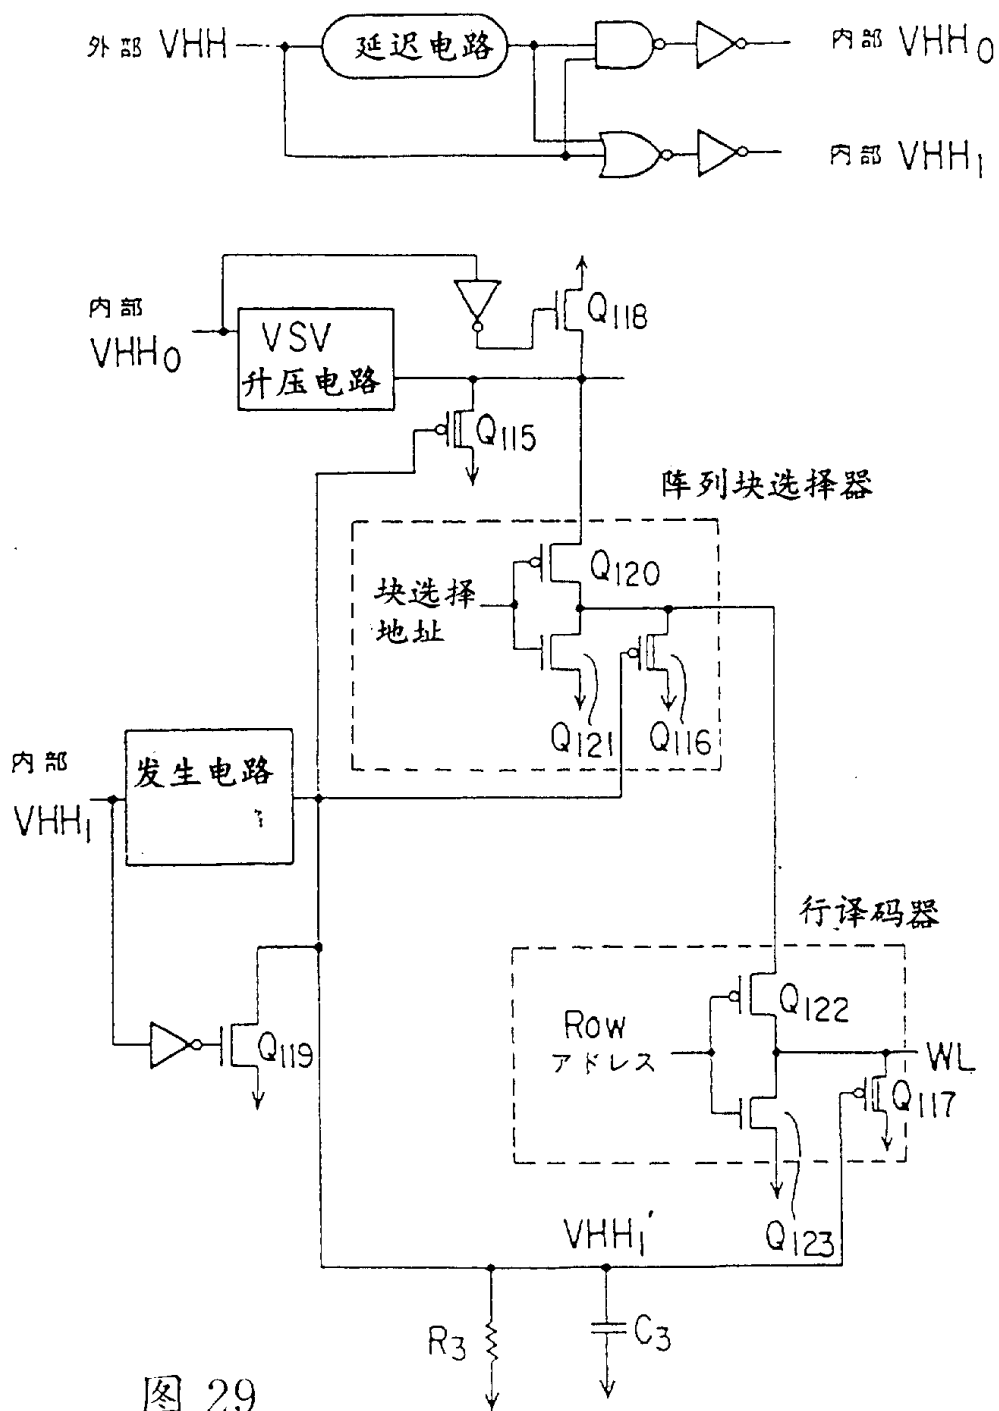 外部 VHH
延迟电路
内部 VHH0
内部 VHH1
内部
VHH0
VSV
升压电路
Q118
Q115
阵列块选择器
块选择
地址
Q120
Q121
Q116
内部
VHH1
发生电路
行译码器
Row
アドレス
Q122
WL
Q117
Q119
Q123
VHH1'
R3
C3
图 29